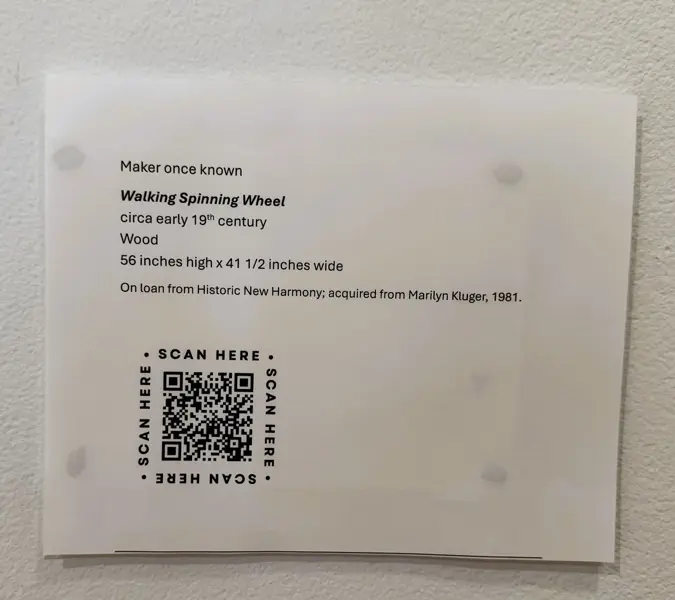 Maker once known
Walking Spinning Wheel
circa early 19th century
Wood
56 inches high x 41 1/2 inches wide
On loan from Historic New Harmony; acquired from Marilyn Kluger, 1981.
• SCAN HERE •
SCAN HERE
SCAN HERE
• SCAN HERE •